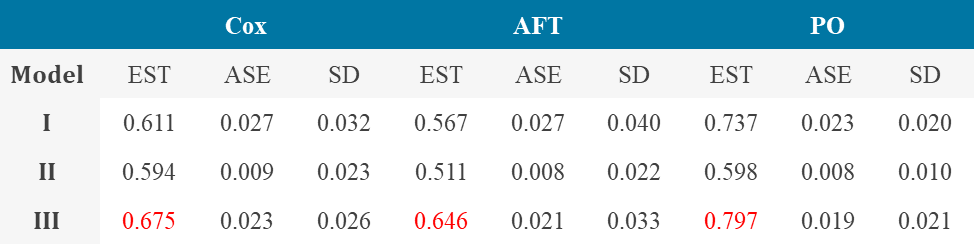 Cox AFT PO
Model EST ASE SD EST ASE SD EST ASE SD
I 0.611 0.027 0.032 0.567 0.027 0.040 0.737 0.023 0.020
II 0.594 0.009 0.023 0.511 0.008 0.022 0.598 0.008 0.010
III 0.675 0.023 0.026 0.646 0.021 0.033 0.797 0.019 0.021